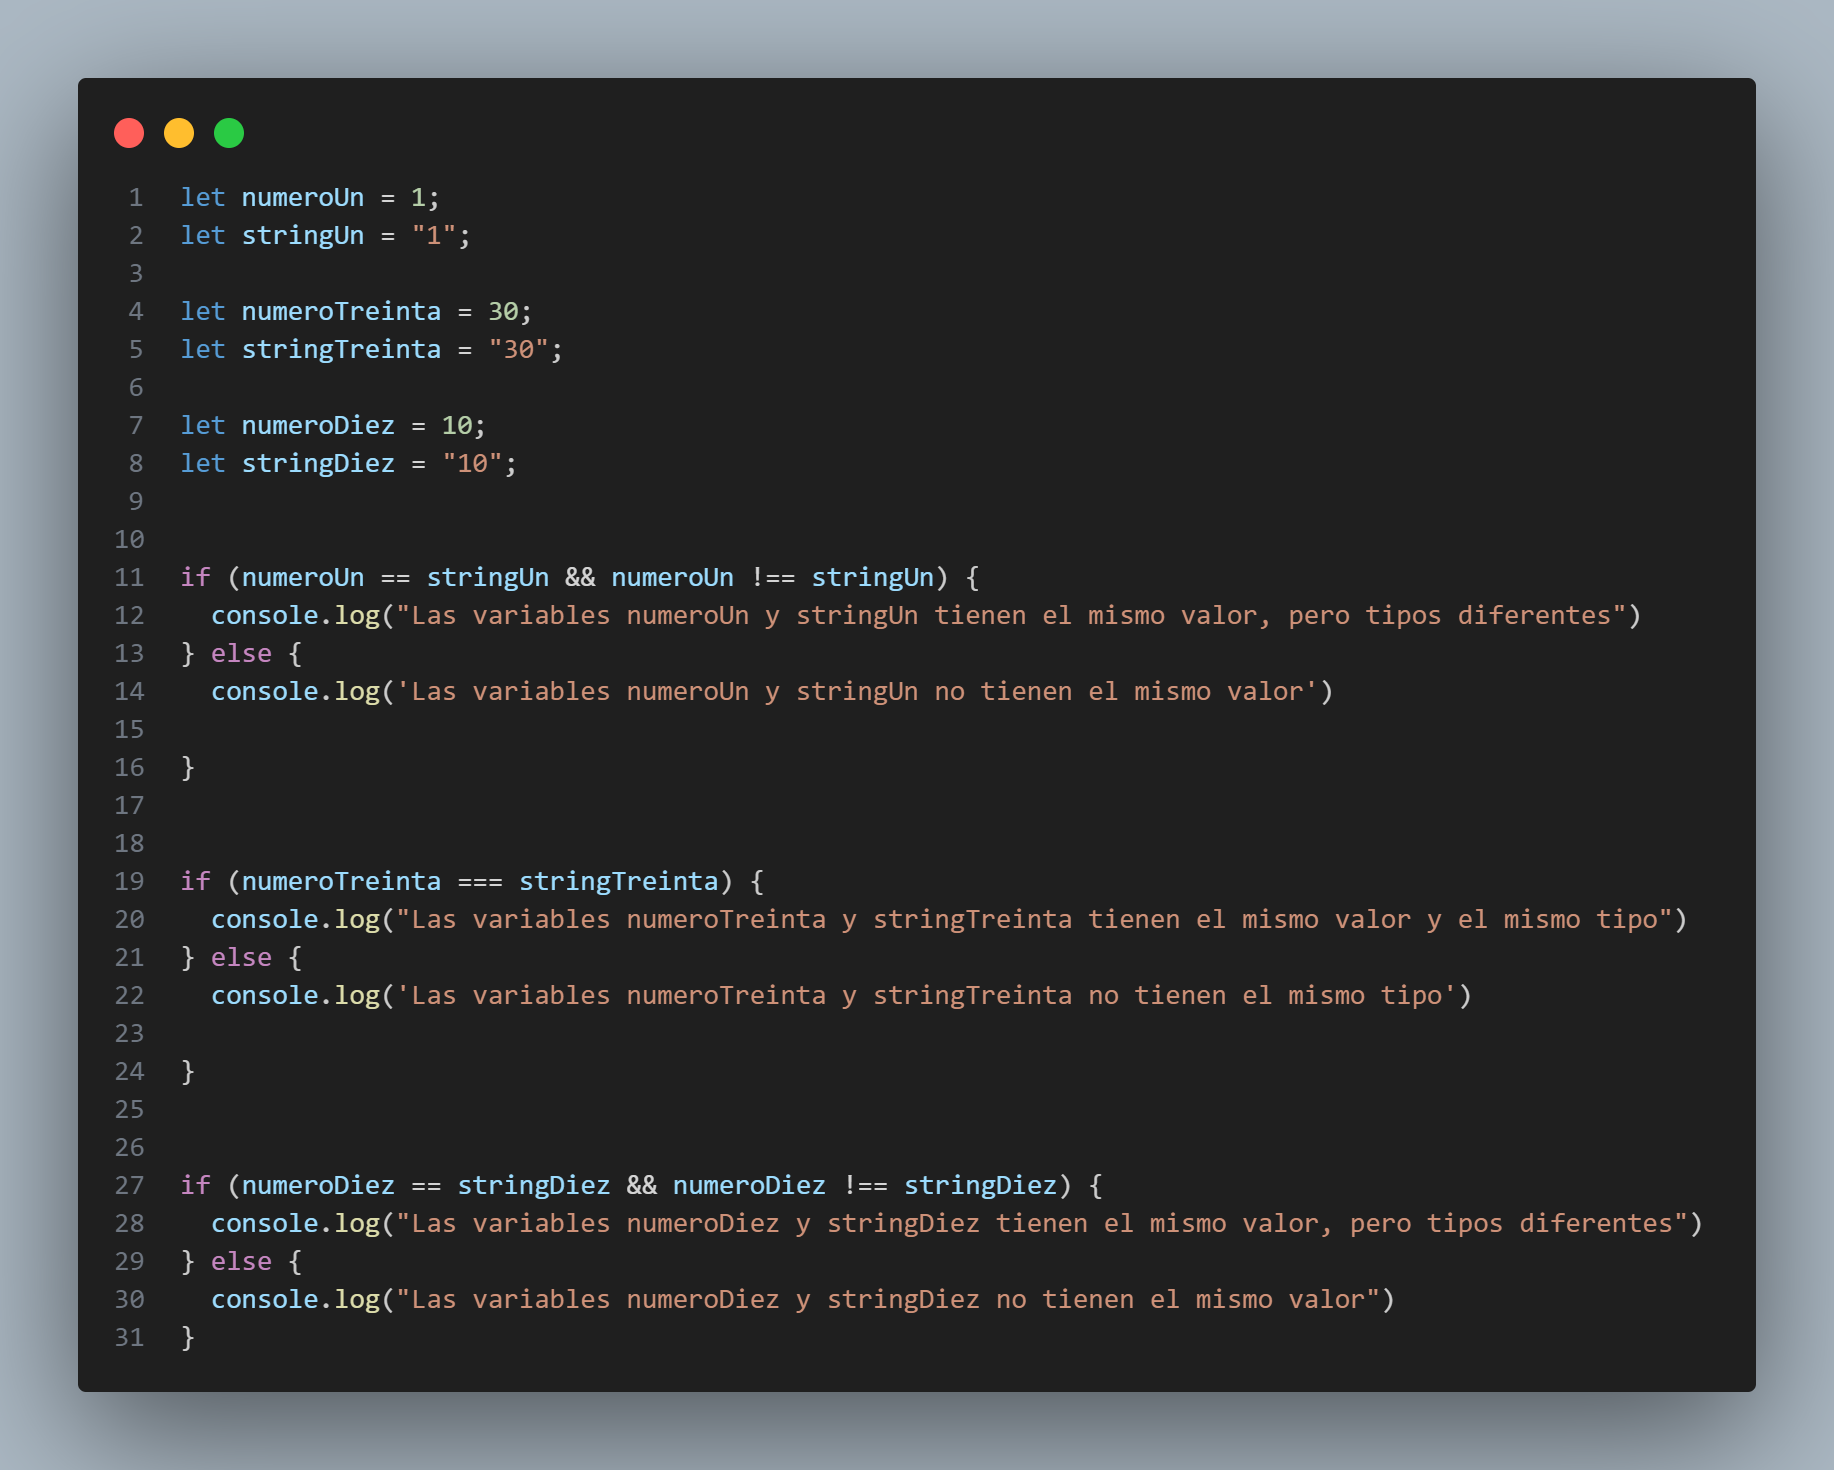 1 let numeroUn = 1;
2 let stringUn = "1";
3
4 let numeroTreinta = 30;
5 let stringTreinta = "30";
6
7 let numeroDiez = 10;
8 let stringDiez = "10";
9
10
11 if (numeroUn == stringUn && numeroUn !== stringUn) {
12   console.log("Las variables numeroUn y stringUn tienen el mismo valor, pero tipos diferentes")
13 } else {
14   console.log('Las variables numeroUn y stringUn no tienen el mismo valor')
15
16 }
17
18
19 if (numeroTreinta === stringTreinta) {
20   console.log("Las variables numeroTreinta y stringTreinta tienen el mismo valor y el mismo tipo")
21 } else {
22   console.log('Las variables numeroTreinta y stringTreinta no tienen el mismo tipo')
23
24 }
25
26
27 if (numeroDiez == stringDiez && numeroDiez !== stringDiez) {
28   console.log("Las variables numeroDiez y stringDiez tienen el mismo valor, pero tipos diferentes")
29 } else {
30   console.log("Las variables numeroDiez y stringDiez no tienen el mismo valor")
31 }